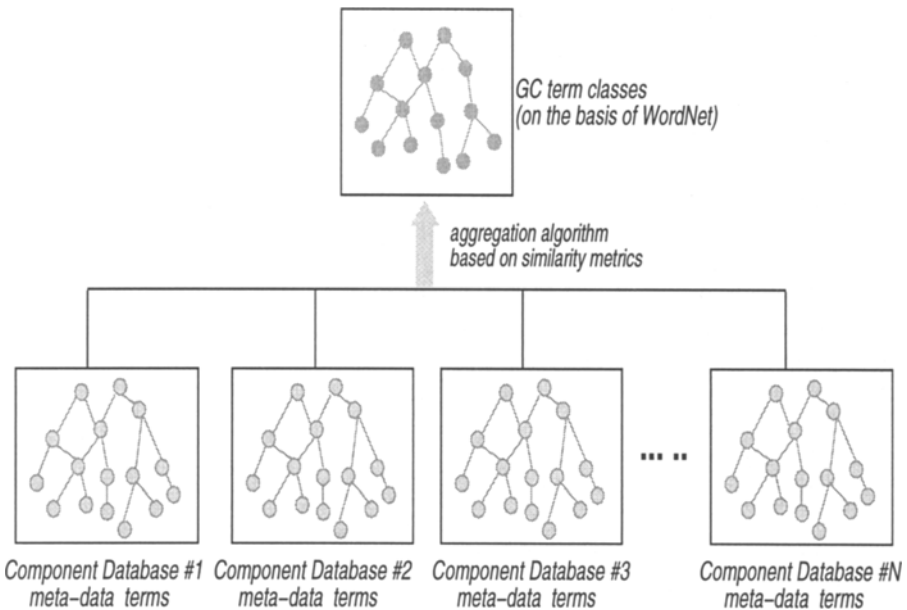 GC term classes
(on the basis of WordNet)
aggregation algorithm
based on similarity metrics
Component Database #1
meta-data terms
Component Database #2
meta-data terms
Component Database #3
meta-data terms
Component Database #N
meta-data terms